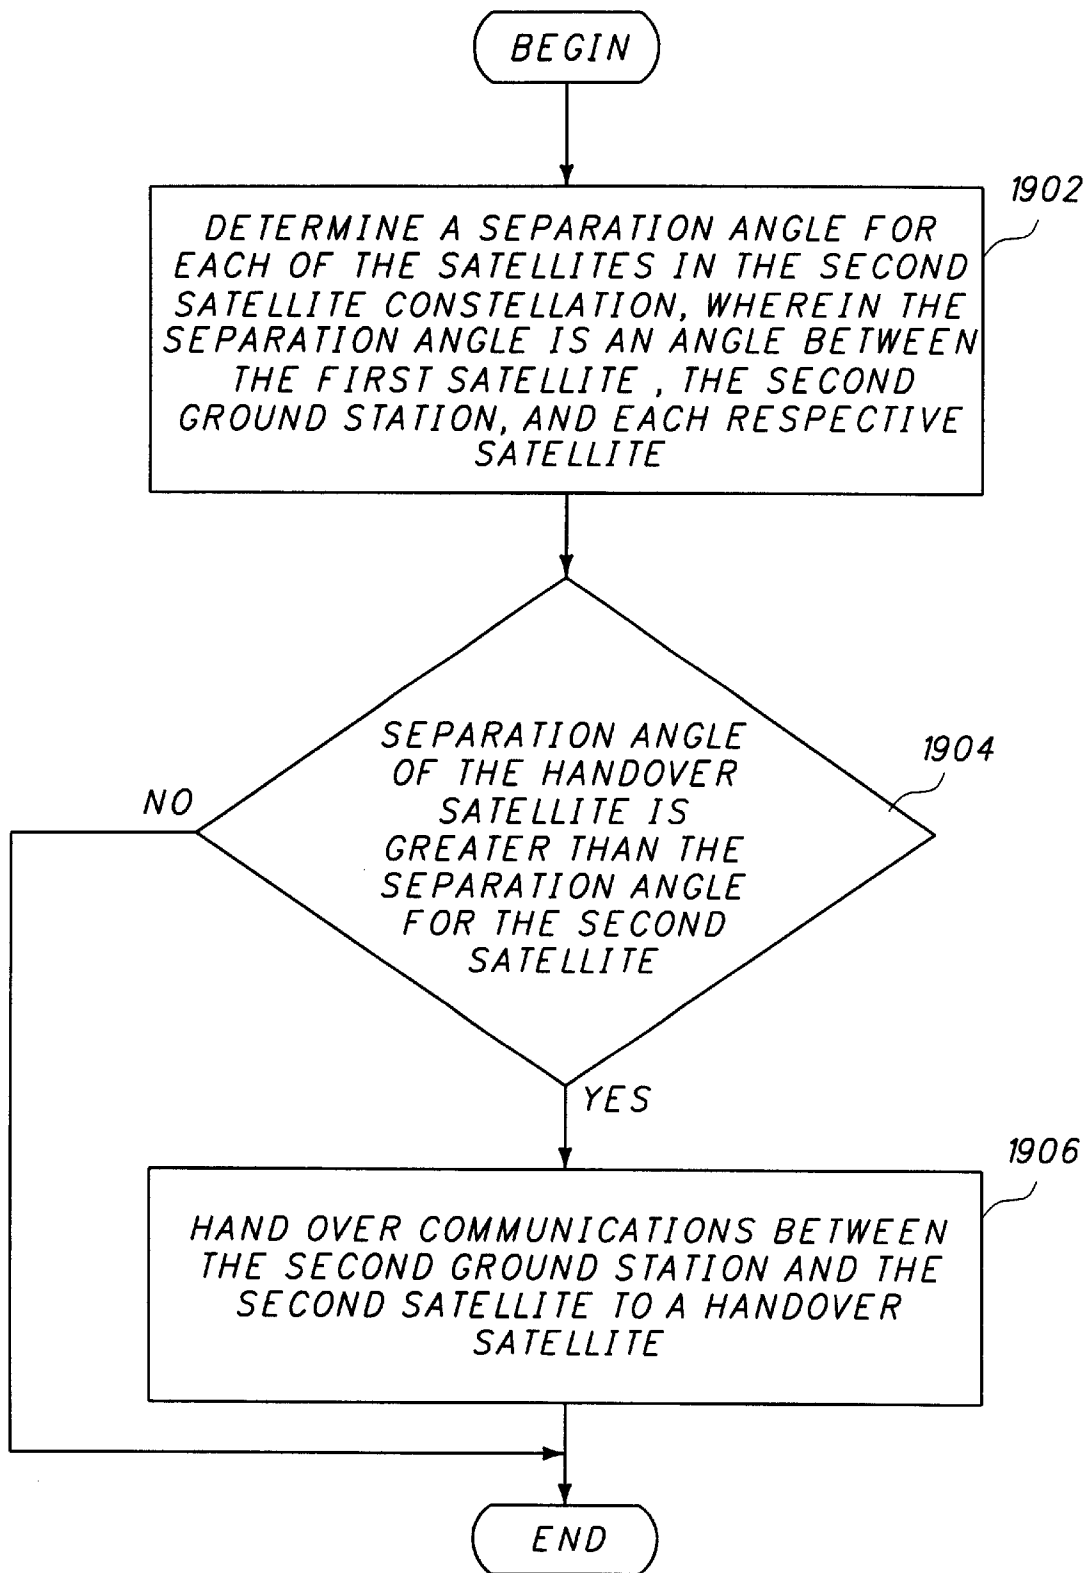 BEGIN
1902
DETERMINE A SEPARATION ANGLE FOR
EACH OF THE SATELLITES IN THE SECOND
SATELLITE CONSTELLATION, WHEREIN THE
SEPARATION ANGLE IS AN ANGLE BETWEEN
THE FIRST SATELLITE , THE SECOND
GROUND STATION, AND EACH RESPECTIVE
SATELLITE
1904
SEPARATION ANGLE
OF THE HANDOVER
SATELLITE IS
GREATER THAN THE
SEPARATION ANGLE
FOR THE SECOND
SATELLITE
NO
YES
1906
HAND OVER COMMUNICATIONS BETWEEN
THE SECOND GROUND STATION AND THE
SECOND SATELLITE TO A HANDOVER
SATELLITE
END